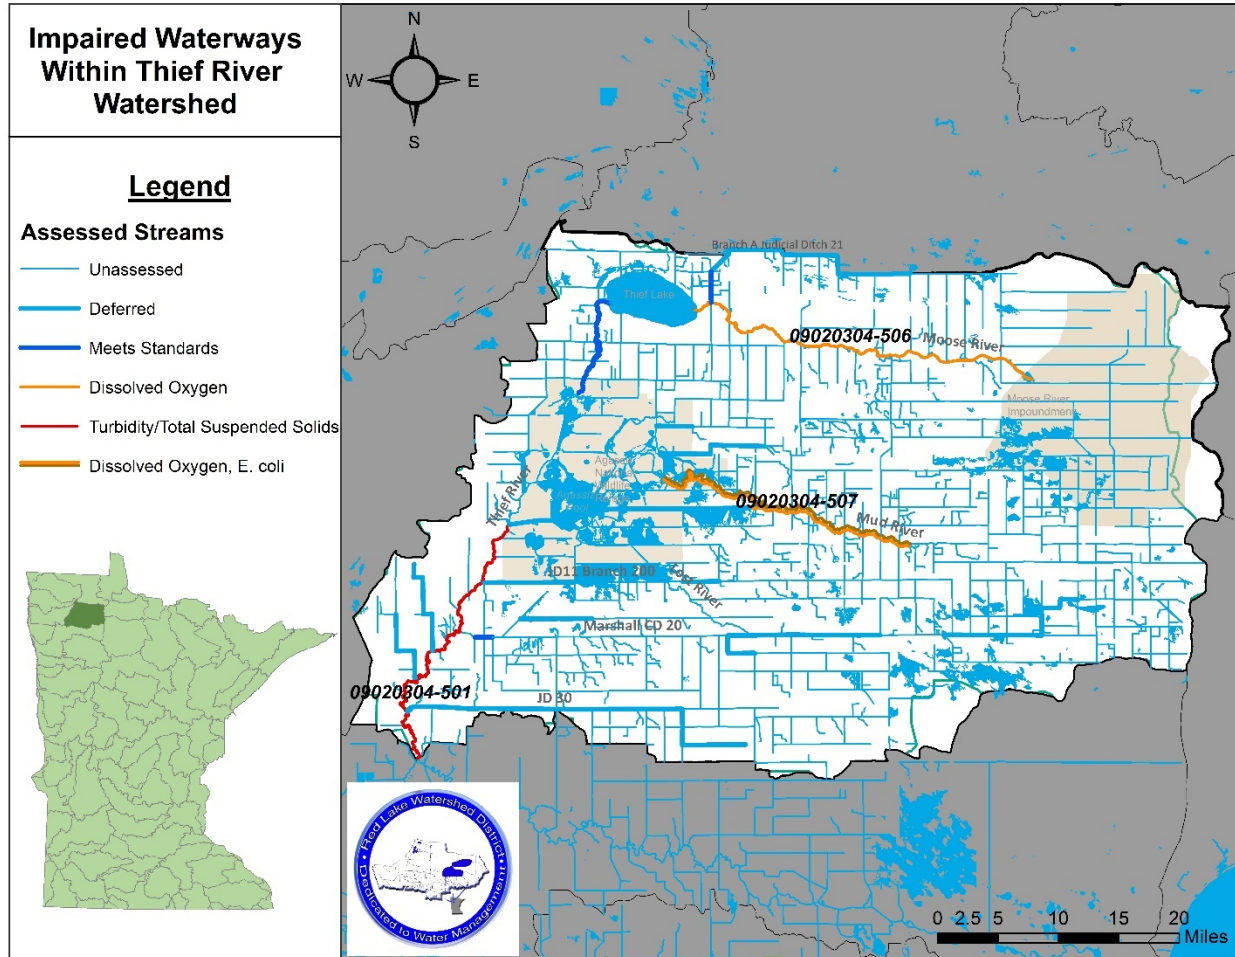 Impaired Waterways
Within Thief River
Watershed
Legend
Assessed Streams
Unassessed
Deferred
Meets Standards
Dissolved Oxygen
Turbidity/Total Suspended Solids
Dissolved Oxygen, E. coli
N
W E
S
Branch A Judicial Ditch 21
Thief Lake
09020304-506
Moose River
Moose River
Impoundment
Thief River
09020304-507
Mud River
JD11 Branch 200
Lost River
Marshall CD 20
09020304-501
JD 30
Red Lake Watershed District
Dedicated to Water Management
0 2.5 5 10 15 20
Miles